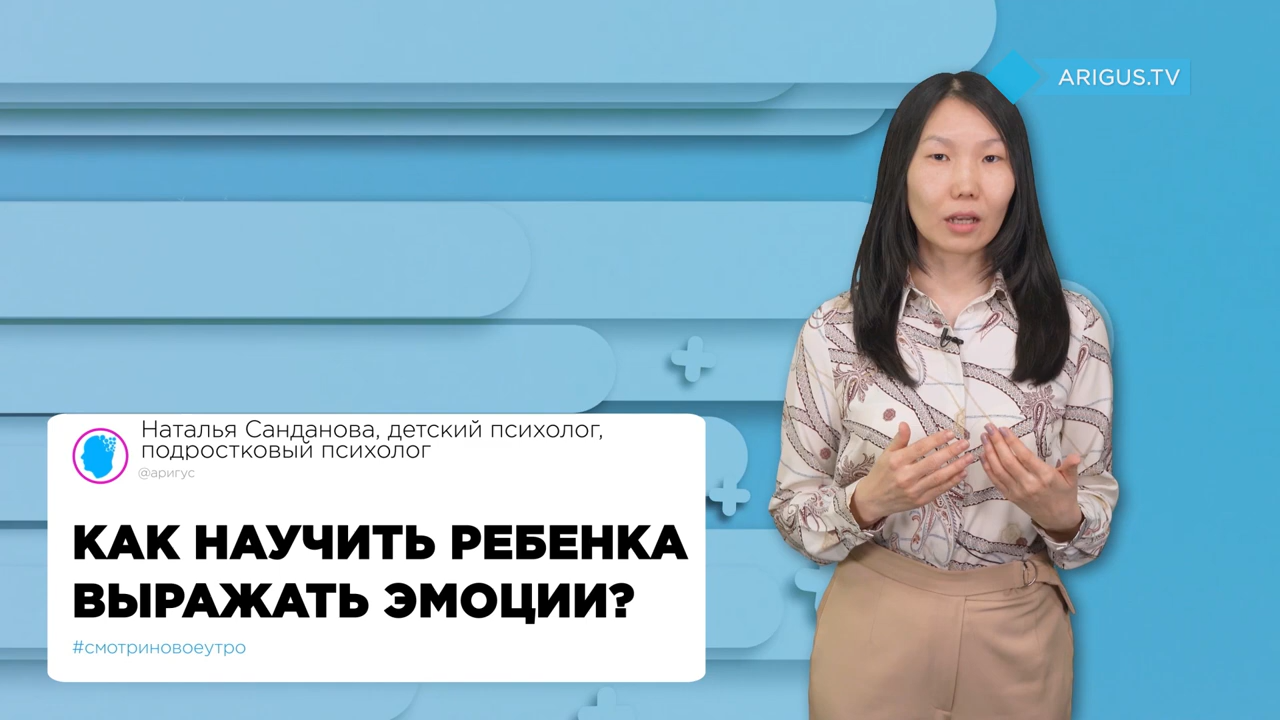 ARIGUS.TV
Наталья Санданова, детский психолог,
подростковый психолог
@аригус
КАК НАУЧИТЬ РЕБЕНКА
ВЫРАЖАТЬ ЭМОЦИИ?
#смотриновоеутро